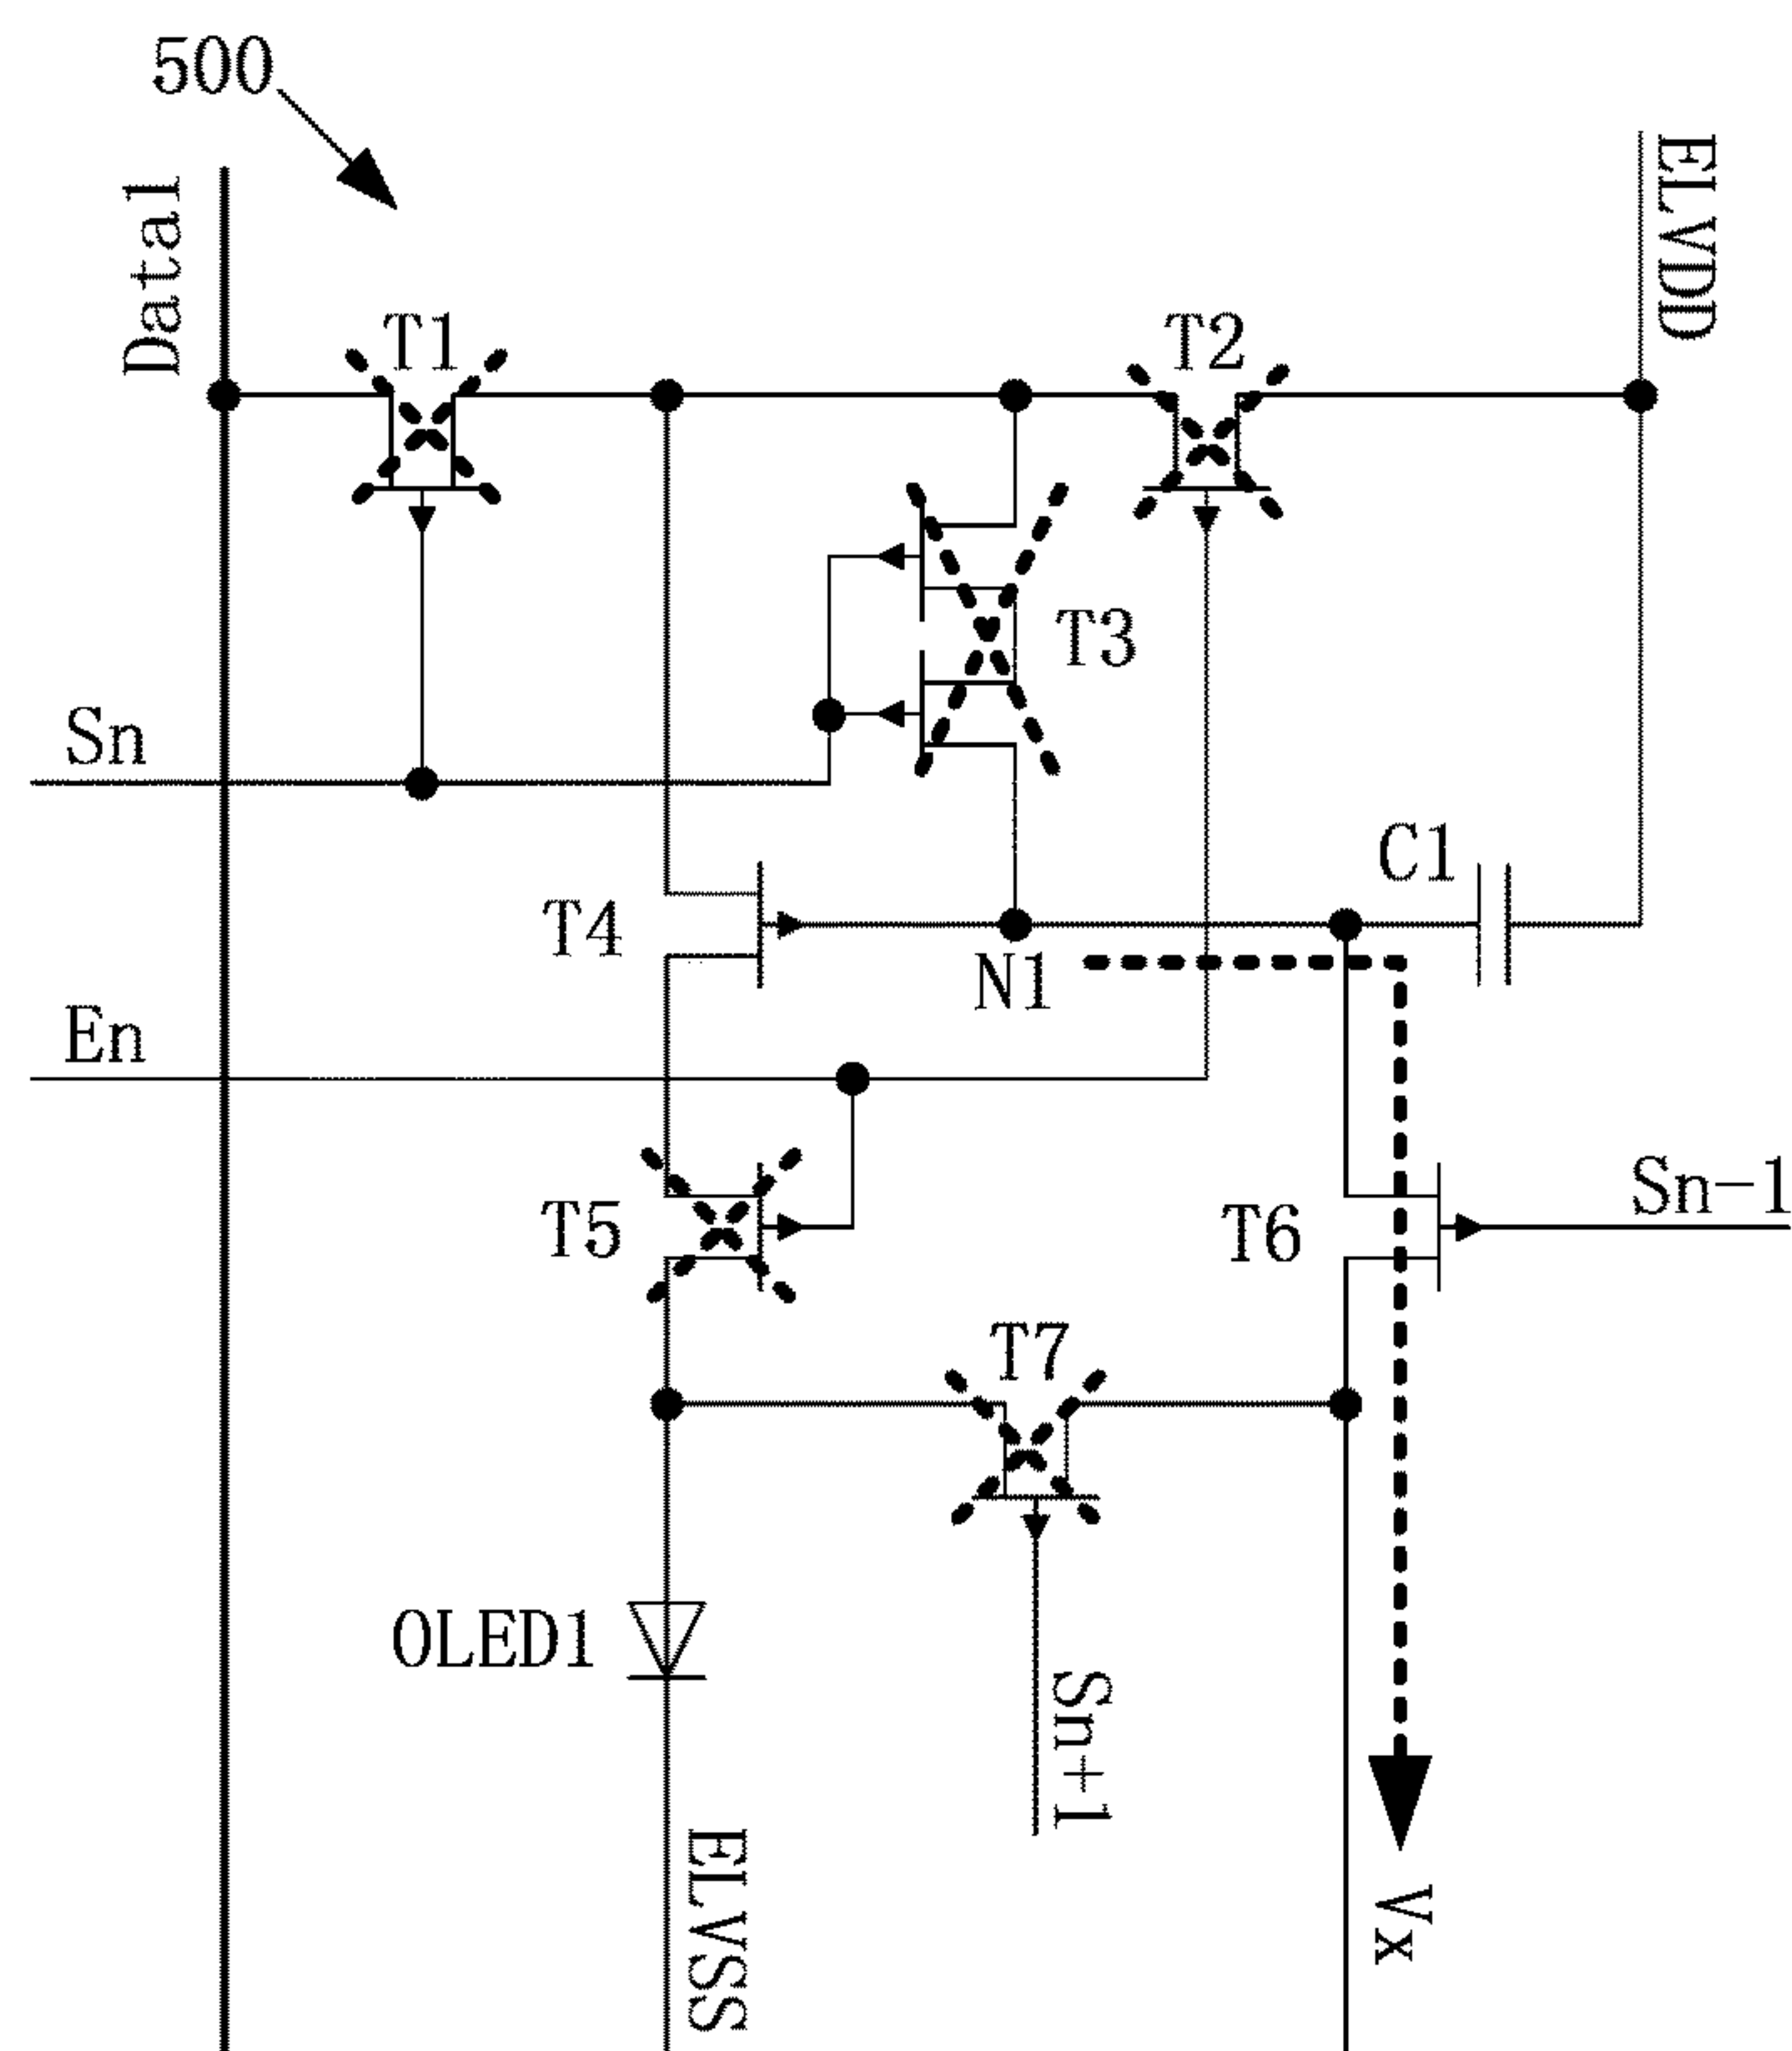 500
Data1
ELVDD
T1
T2
T3
Sn
C1
T4
N1
En
T5
T6
Sn-1
T7
OLED1
Sn+1
ELVSS
Vx